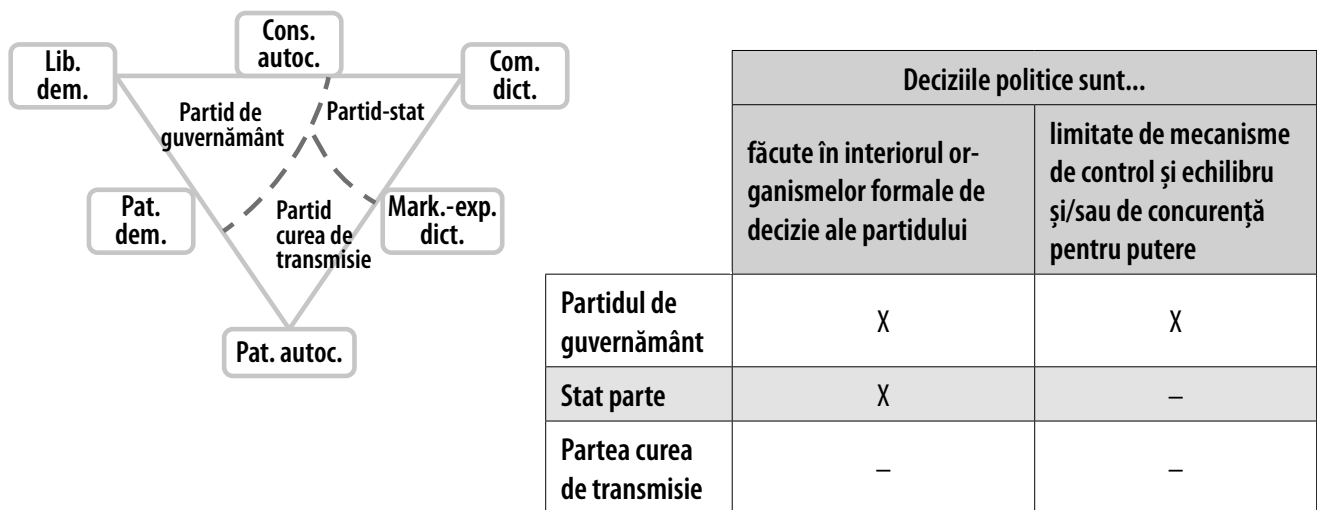 Cons.
autoc.
Lib.
dem.
Com.
dict.
Partid de
guvernământ
Partid-stat
Pat.
dem.
Partid
curea de
transmisie
Mark.-exp.
dict.
Pat. autoc.
Deciziile politice sunt...
făcute în interiorul or-
ganismelor formale de
decizie ale partidului
limitate de mecanisme
de control și echilibru
și/sau de concurență
pentru putere
Partidul de
guvernământ
X
X
Stat parte
X
–
Partea curea
de transmisie
–
–